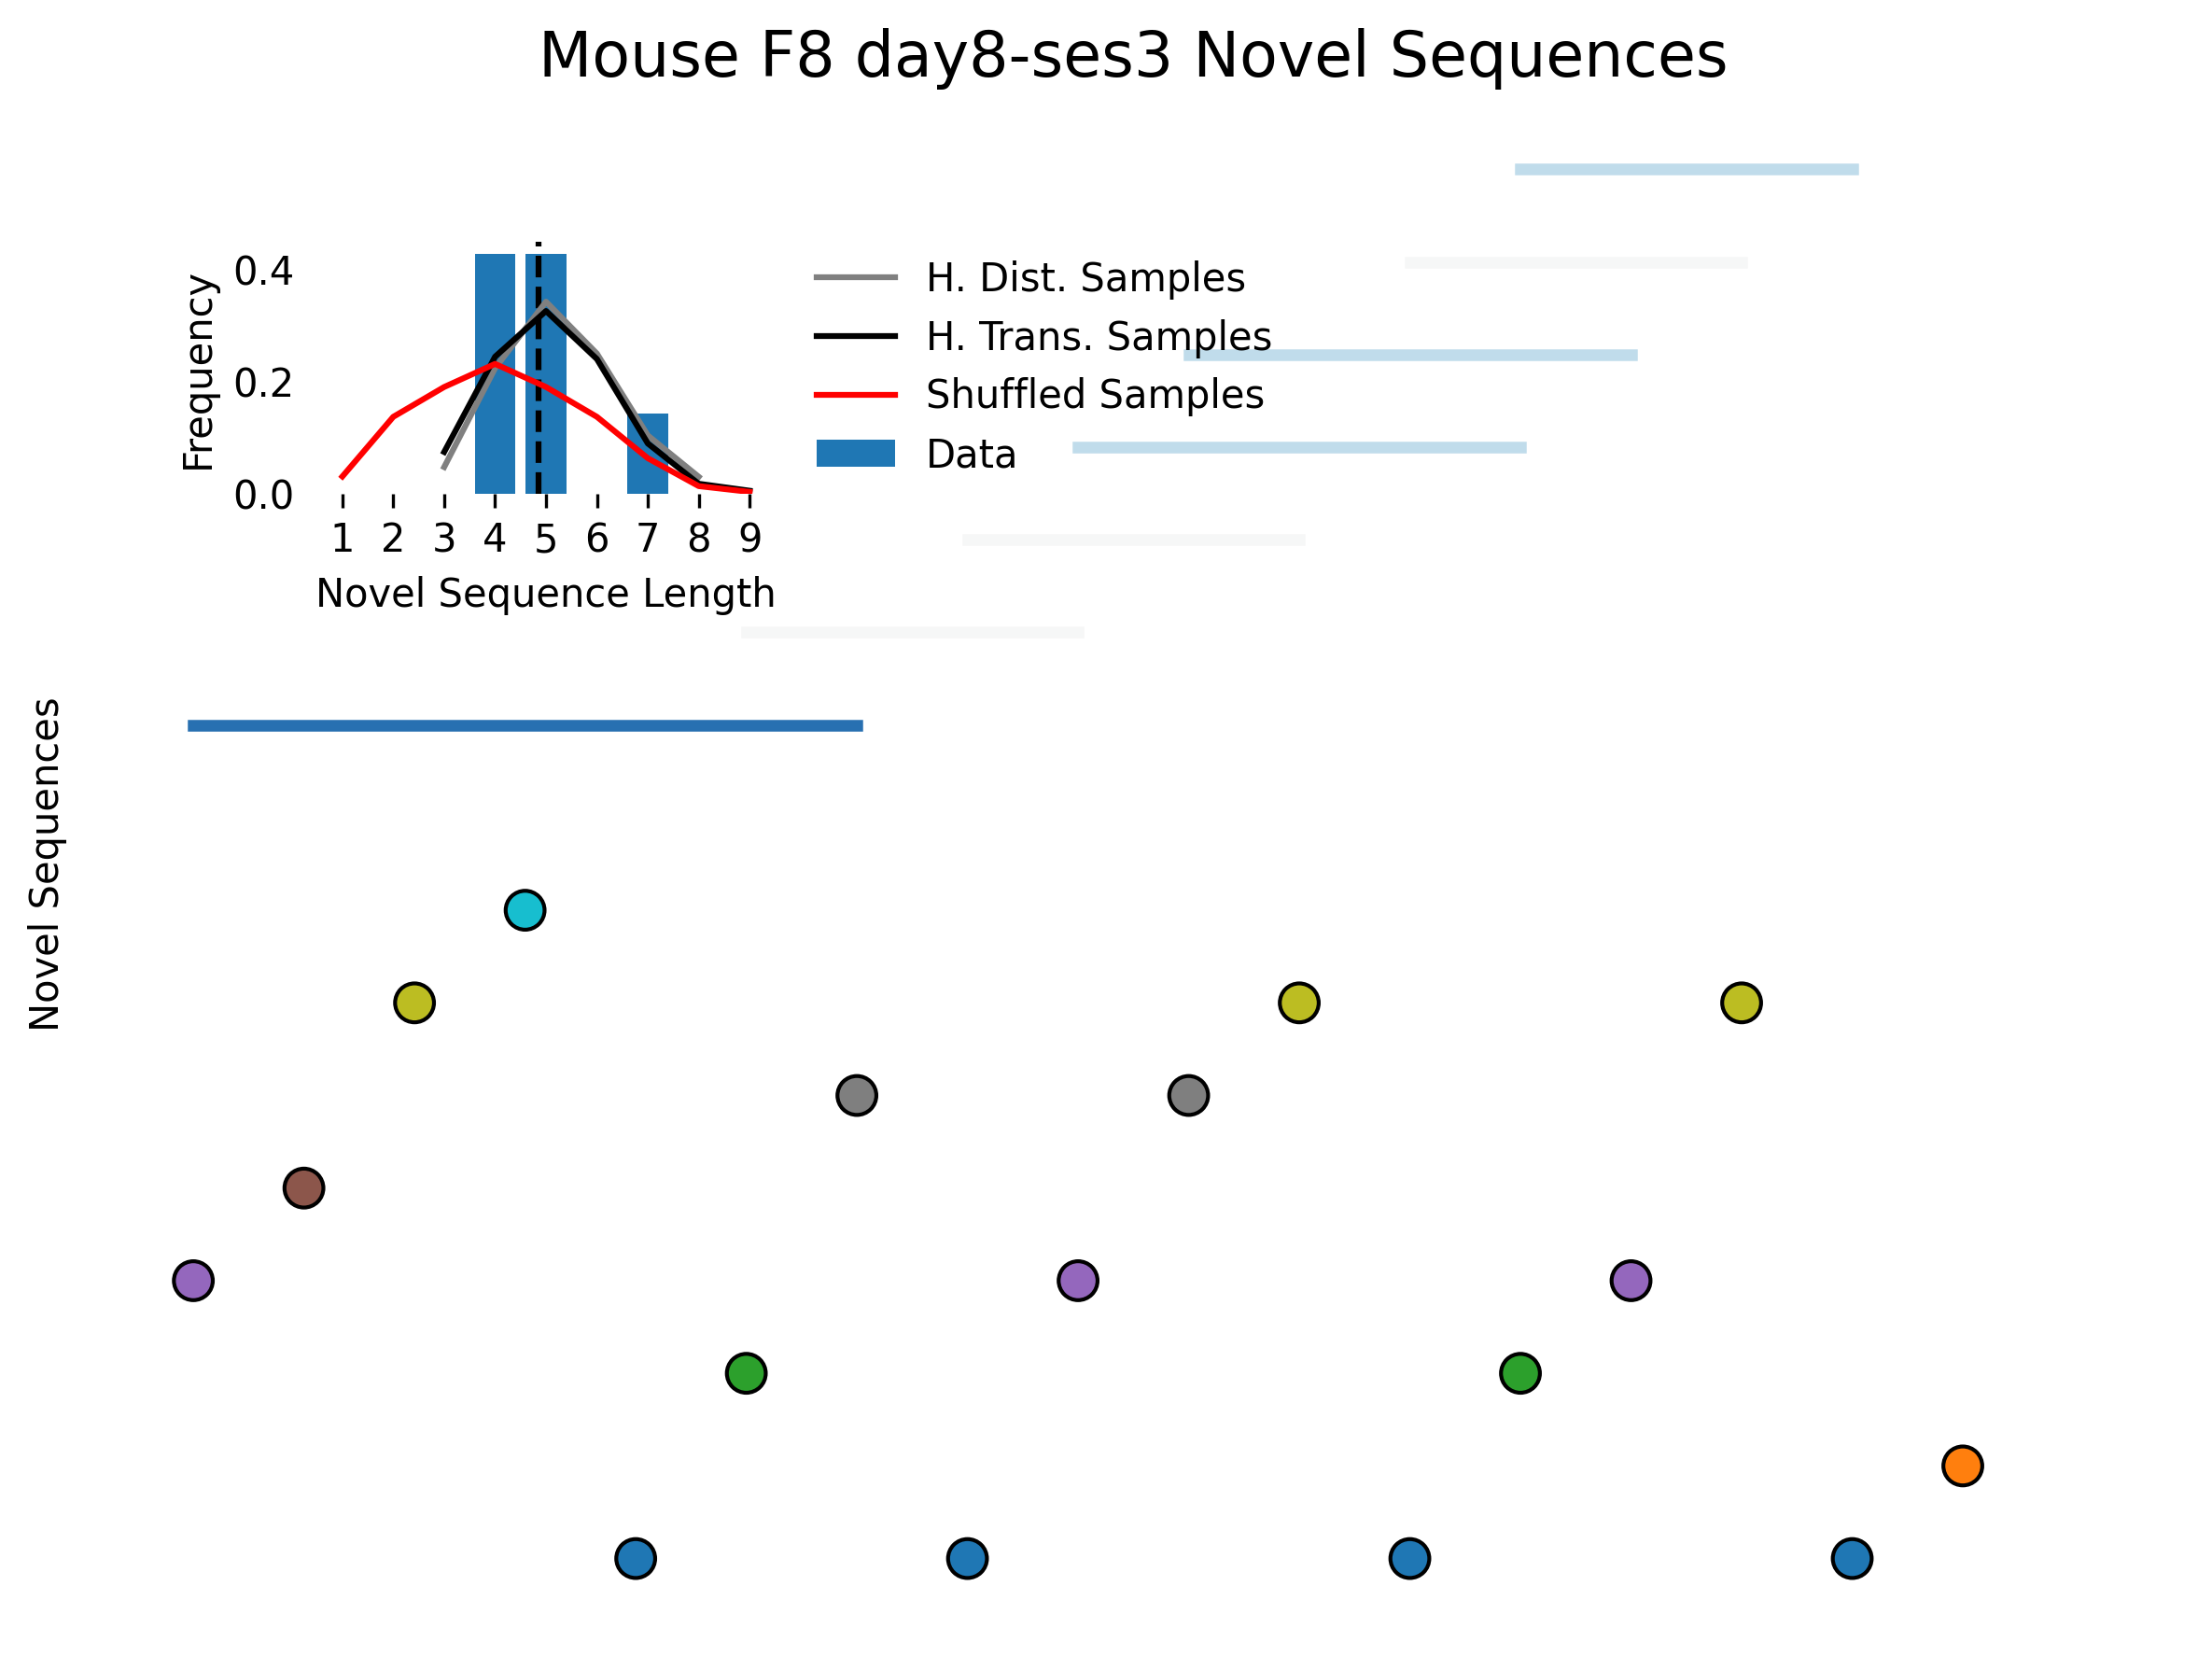 Mouse F8 day8-ses3 Novel Sequences
Frequency
0.4
0.2
0.0
1 2 3 4 5 6 7 8 9
Novel Sequence Length
H. Dist. Samples
H. Trans. Samples
Shuffled Samples
Data
Novel Sequences